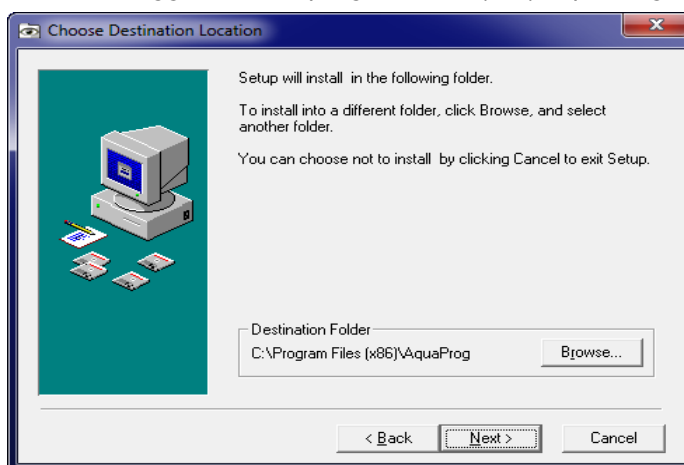 Choose Destination Location
Setup will install  in the following folder.
To install into a different folder, click Browse, and select
another folder.
You can choose not to install  by clicking Cancel to exit Setup.
Destination Folder
C:\Program Files (x86)\AquaProg
Browse...
< Back
Next >
Cancel